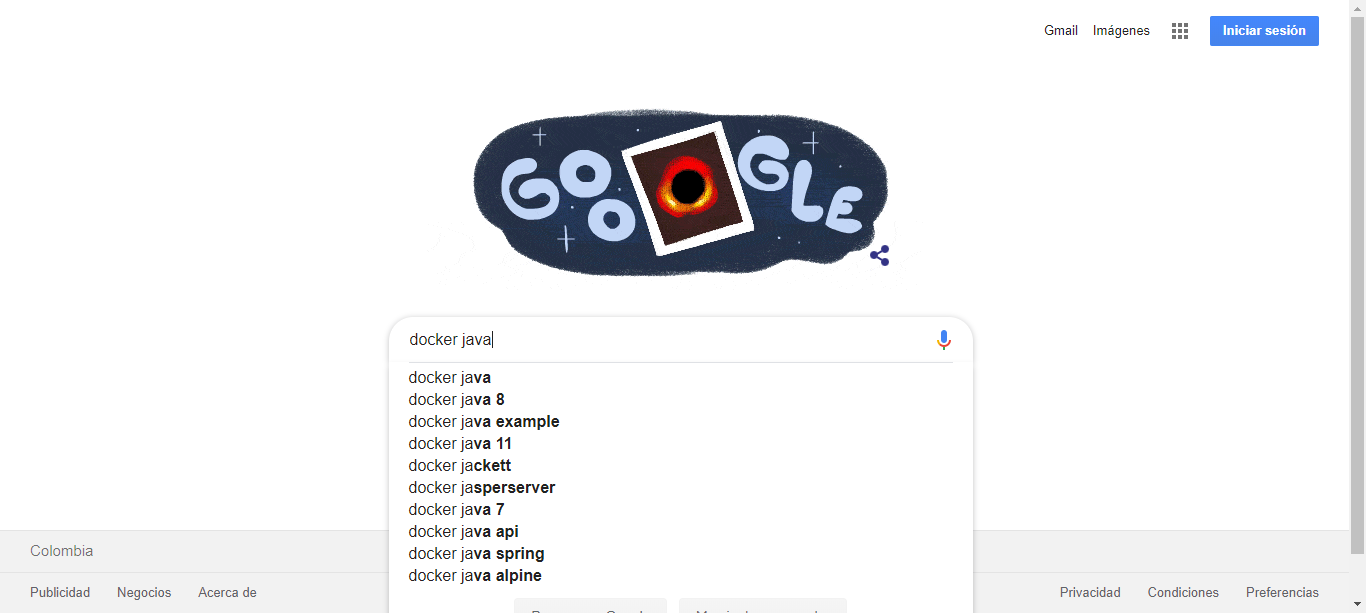 Gmail Imágenes Iniciar sesión
GOOGLE
docker java
docker java
docker java 8
docker java example
docker java 11
docker jackett
docker jasperserver
docker java 7
docker java api
docker java spring
docker java alpine
Colombia
Publicidad Negocios Acerca de
Privacidad Condiciones Preferencias